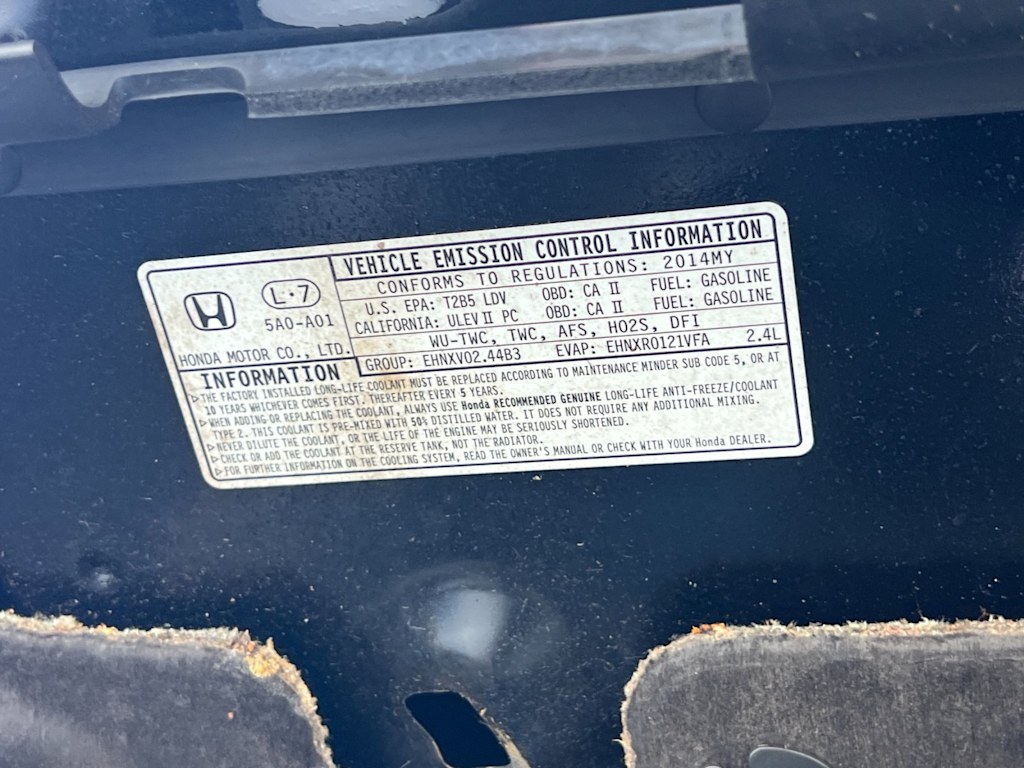 VEHICLE EMISSION CONTROL INFORMATION
CONFORMS TO REGULATIONS: 2014MY
U.S. EPA: T2B5 LDV OBD: CA II FUEL: GASOLINE
CALIFORNIA: ULEV II PC OBD: CA II FUEL: GASOLINE
WU-TWC, TWC, AFS, HO2S, DFI
GROUP: EHNXV02.44B3 EVAP: EHNXR0121VFA 2.4L
L·7
5A0-A01
HONDA MOTOR CO., LTD.
INFORMATION
▷THE FACTORY INSTALLED LONG-LIFE COOLANT MUST BE REPLACED ACCORDING TO MAINTENANCE MINDER SUB CODE 5, OR AT
10 YEARS WHICHEVER COMES FIRST. THEREAFTER EVERY 5 YEARS.
▷WHEN ADDING OR REPLACING THE COOLANT, ALWAYS USE Honda RECOMMENDED GENUINE LONG-LIFE ANTI-FREEZE/COOLANT
TYPE 2. THIS COOLANT IS PRE-MIXED WITH 50% DISTILLED WATER. IT DOES NOT REQUIRE ANY ADDITIONAL MIXING.
▷NEVER DILUTE THE COOLANT, OR THE LIFE OF THE ENGINE MAY BE SERIOUSLY SHORTENED.
▷CHECK OR ADD THE COOLANT AT THE RESERVE TANK, NOT THE RADIATOR.
▷FOR FURTHER INFORMATION ON THE COOLING SYSTEM, READ THE OWNER'S MANUAL OR CHECK WITH YOUR Honda DEALER.